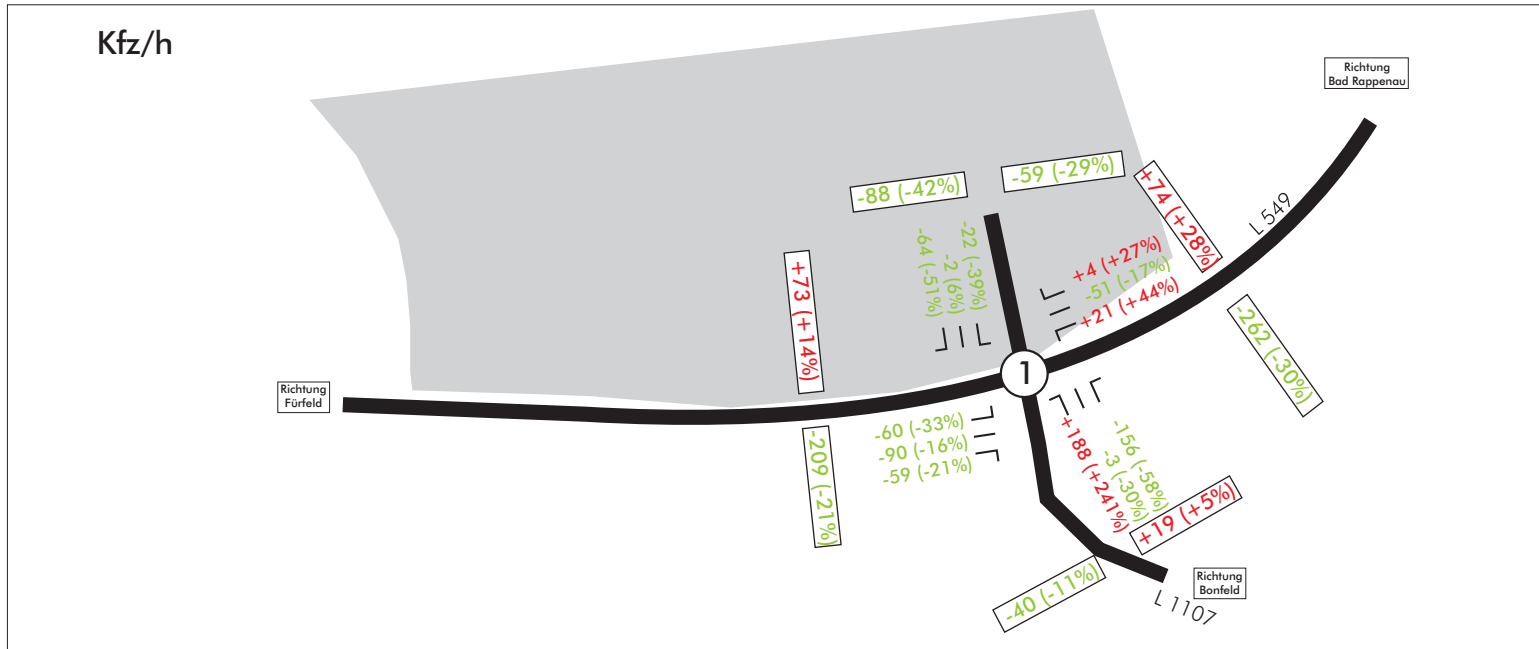 Kfz/h
Richtung
Bad Rappenau
-88 (-42%)
-59 (-29%)
+74 (+28%)
L 549
-64 (-51%)
-2 (6%)
-22 (-39%)
+4 (+27%)
-51 (-17%)
+21 (+44%)
+73 (+14%)
-262 (-30%)
1
Richtung
Fürfeld
-209 (-21%)
-60 (-33%)
-90 (-16%)
-59 (-21%)
+188 (+241%)
-3 (-30%)
-156 (-58%)
+19 (+5%)
-40 (-11%)
Richtung
Bonfeld
L 1107